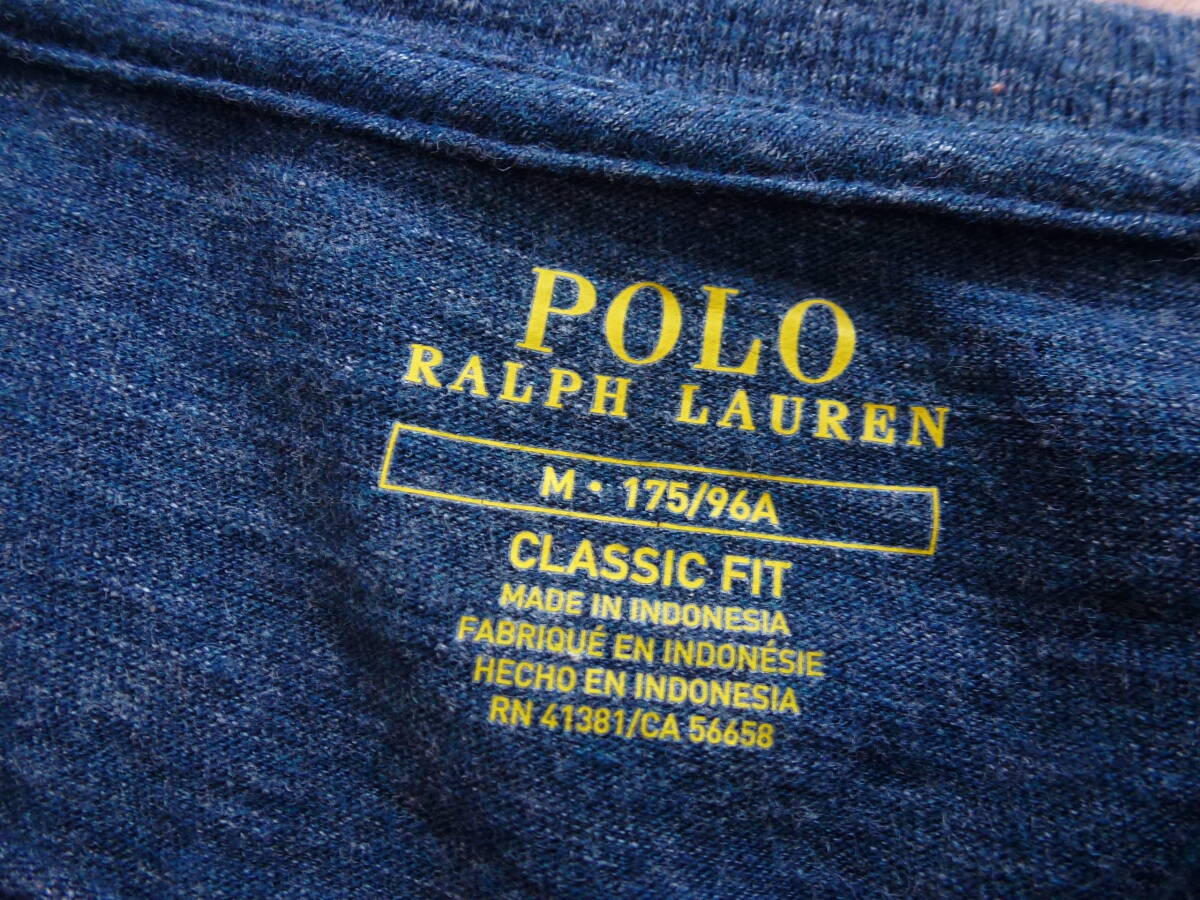 POLO
RALPH LAUREN
M • 175/96A
CLASSIC FIT
MADE IN INDONESIA
FABRIQUÉ EN INDONÉSIE
HECHO EN INDONESIA
RN 41381/CA 56658